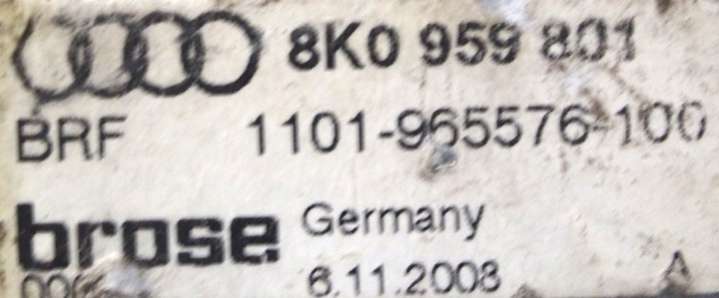 8K0 959 801
BRF 1101-965576-100
brose Germany
6.11.2008
A